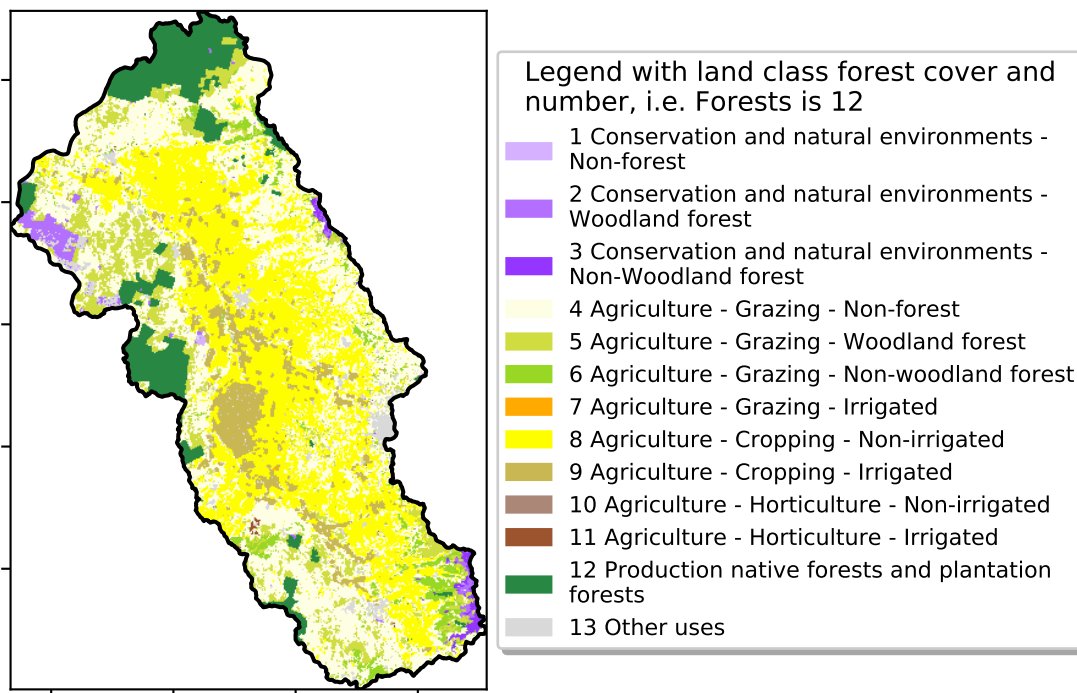 Legend with land class forest cover and
number, i.e. Forests is 12
1 Conservation and natural environments -
Non-forest
2 Conservation and natural environments -
Woodland forest
3 Conservation and natural environments -
Non-Woodland forest
4 Agriculture - Grazing - Non-forest
5 Agriculture - Grazing - Woodland forest
6 Agriculture - Grazing - Non-woodland forest
7 Agriculture - Grazing - Irrigated
8 Agriculture - Cropping - Non-irrigated
9 Agriculture - Cropping - Irrigated
10 Agriculture - Horticulture - Non-irrigated
11 Agriculture - Horticulture - Irrigated
12 Production native forests and plantation
forests
13 Other uses